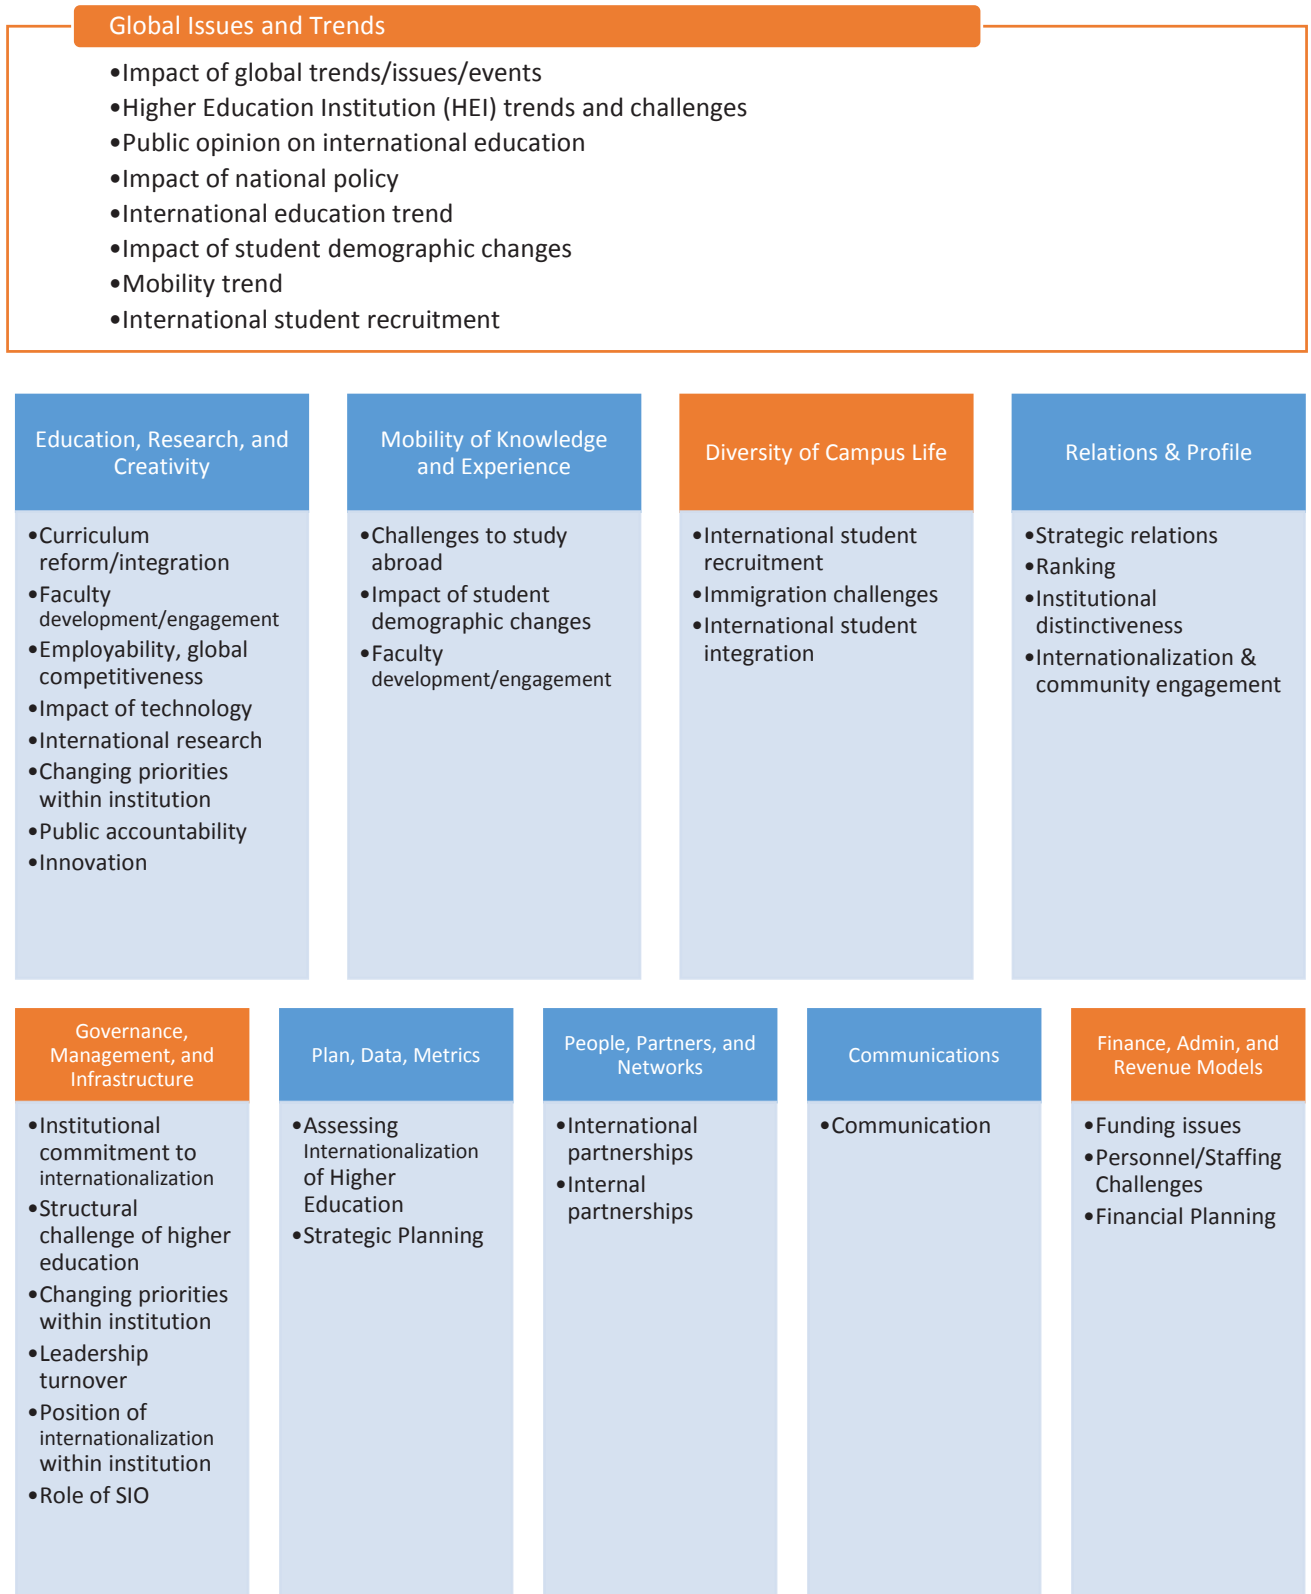 Global Issues and Trends
•Impact of global trends/issues/events
•Higher Education Institution (HEI) trends and challenges
•Public opinion on international education
•Impact of national policy
•International education trend
•Impact of student demographic changes
•Mobility trend
•International student recruitment
Education, Research, and
Creativity
•Curriculum
reform/integration
•Faculty
development/engagement
•Employability, global
competitiveness
•Impact of technology
•International research
•Changing priorities
within institution
•Public accountability
•Innovation
Mobility of Knowledge
and Experience
•Challenges to study
abroad
•Impact of student
demographic changes
•Faculty
development/engagement
Diversity of Campus Life
•International student
recruitment
•Immigration challenges
•International student
integration
Relations & Profile
•Strategic relations
•Ranking
•Institutional
distinctiveness
•Internationalization &
community engagement
Governance,
Management, and
Infrastructure
•Institutional
commitment to
internationalization
•Structural
challenge of higher
education
•Changing priorities
within institution
•Leadership
turnover
•Position of
internationalization
within institution
•Role of SIO
Plan, Data, Metrics
•Assessing
Internationalization
of Higher
Education
•Strategic Planning
People, Partners, and
Networks
•International
partnerships
•Internal
partnerships
Communications
•Communication
Finance, Admin, and
Revenue Models
•Funding issues
•Personnel/Staffing
Challenges
•Financial Planning